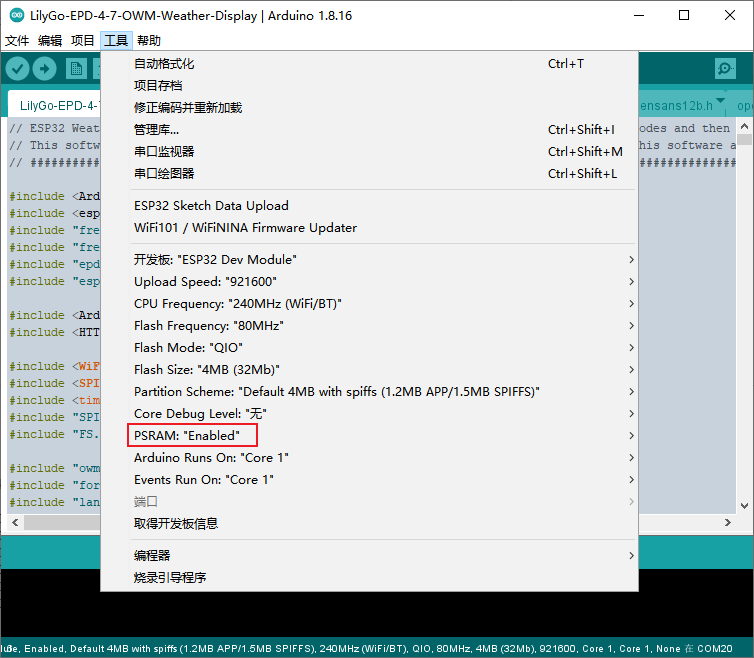 LilyGo-EPD-4-7-OWM-Weather-Display | Arduino 1.8.16
文件 编辑 项目 工具 帮助
LilyGo-EPD-4-7
ensans12b.h
自动格式化 Ctrl+T
项目存档
修正编码并重新加载
管理库... Ctrl+Shift+I
串口监视器 Ctrl+Shift+M
串口绘图器 Ctrl+Shift+L
ESP32 Sketch Data Upload
WiFi101 / WiFiNINA Firmware Updater
开发板: "ESP32 Dev Module"
Upload Speed: "921600"
CPU Frequency: "240MHz (WiFi/BT)"
Flash Frequency: "80MHz"
Flash Mode: "QIO"
Flash Size: "4MB (32Mb)"
Partition Scheme: "Default 4MB with spiffs (1.2MB APP/1.5MB SPIFFS)"
Core Debug Level: "无"
PSRAM: "Enabled"
Arduino Runs On: "Core 1"
Events Run On: "Core 1"
端口
取得开发板信息
编程器
烧录引导程序
// ESP32 Weat odes and then
// This softw his software a
// ########## ##############
#include <Ard
#include <esp
#include "fre
#include "fre
#include "epd
#include "esp
#include <Ard
#include <HTT
#include <WiF
#include <SPI
#include <tim
#include "SPI
#include "FS.
#include "owm
#include "for
#include "lan
Enabled, Default 4MB with spiffs (1.2MB APP/1.5MB SPIFFS), 240MHz (WiFi/BT), QIO, 80MHz, 4MB (32Mb), 921600, Core 1, Core 1, None 在 COM20